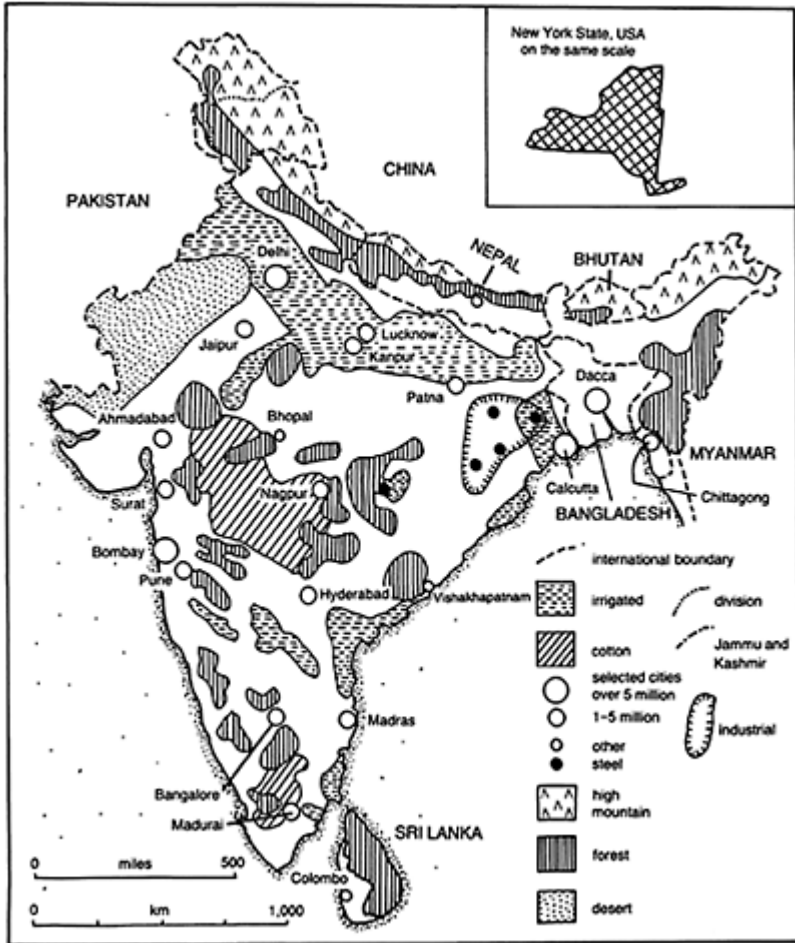 New York State, USA
on the same scale
CHINA
PAKISTAN
NEPAL
BHUTAN
Delhi
Jaipur
Lucknow
Kanpur
Patna
Dacca
Ahmadabad
Bhopal
MYANMAR
Nagpur
Calcutta
Chittagong
Surat
BANGLADESH
Bombay
Pune
Hyderabad
Vishakhapatnam
Madras
Bangalore
Madurai
SRI LANKA
Colombo
international boundary
irrigated
division
cotton
Jammu and
Kashmir
selected cities
over 5 million
1–5 million
Industrial
other
steel
high
mountain
forest
desert
0 miles 500
0 km 1,000